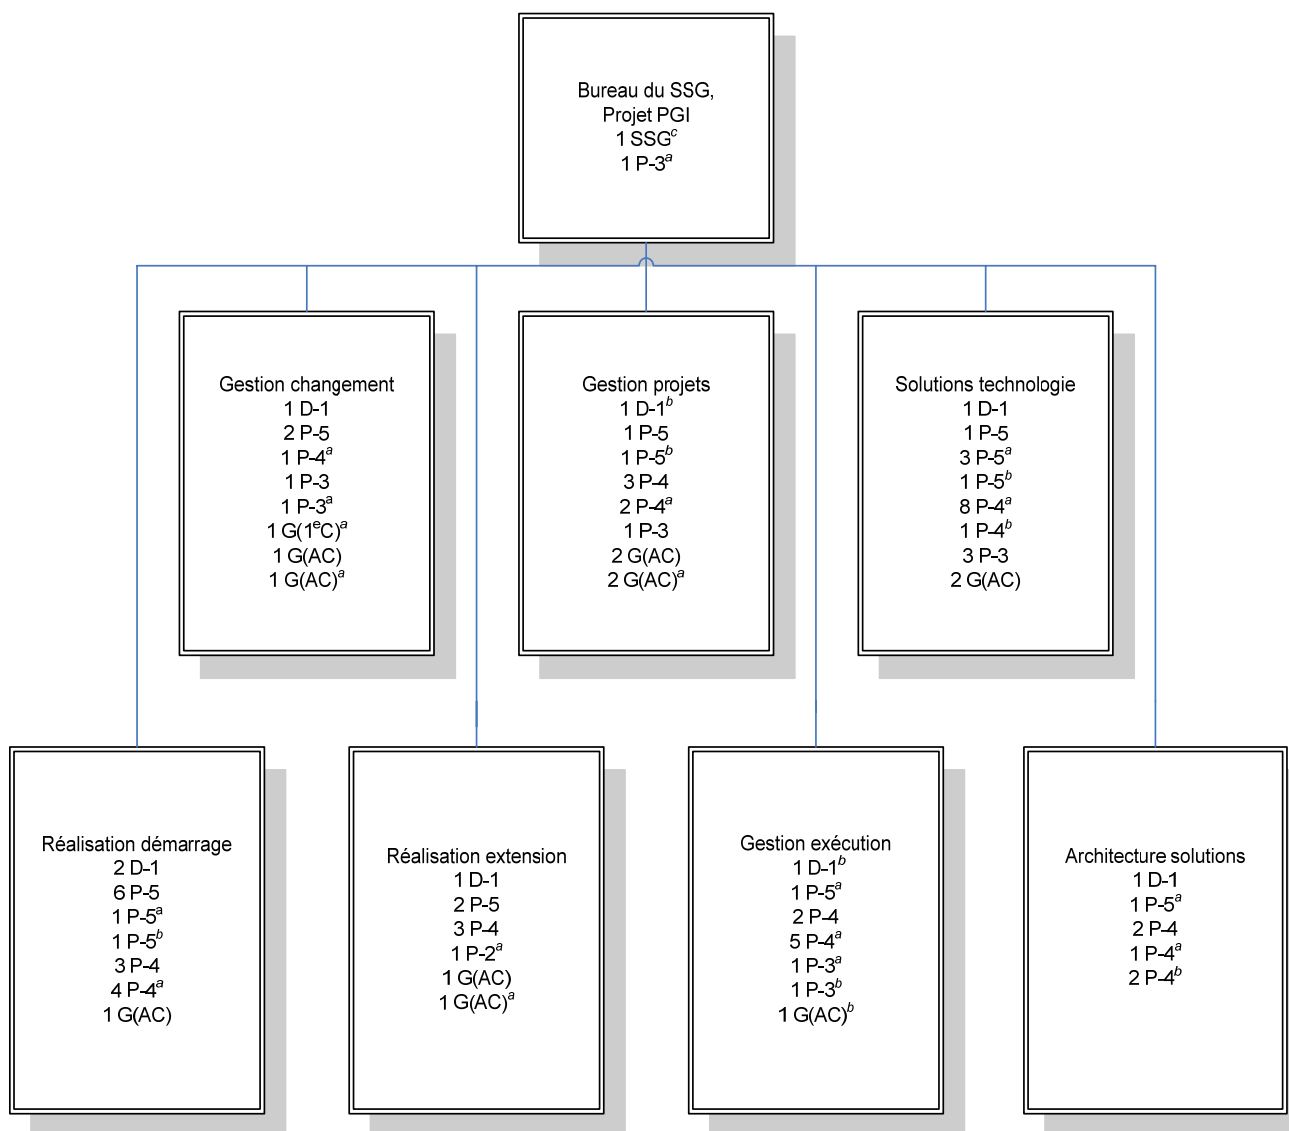 Bureau du SSG,
Projet PGI
1 SSGᶜ
1 P-3ᵃ
Gestion changement
1 D-1
2 P-5
1 P-4ᵃ
1 P-3
1 P-3ᵃ
1 G(1ᵉC)ᵃ
1 G(AC)
1 G(AC)ᵃ
Gestion projets
1 D-1ᵇ
1 P-5
1 P-5ᵇ
3 P-4
2 P-4ᵃ
1 P-3
2 G(AC)
2 G(AC)ᵃ
Solutions technologie
1 D-1
1 P-5
3 P-5ᵃ
1 P-5ᵇ
8 P-4ᵃ
1 P-4ᵇ
3 P-3
2 G(AC)
Réalisation démarrage
2 D-1
6 P-5
1 P-5ᵃ
1 P-5ᵇ
3 P-4
4 P-4ᵃ
1 G(AC)
Réalisation extension
1 D-1
2 P-5
3 P-4
1 P-2ᵃ
1 G(AC)
1 G(AC)ᵃ
Gestion exécution
1 D-1ᵇ
1 P-5ᵃ
2 P-4
5 P-4ᵃ
1 P-3ᵃ
1 P-3ᵇ
1 G(AC)ᵇ
Architecture solutions
1 D-1
1 P-5ᵃ
2 P-4
1 P-4ᵃ
2 P-4ᵇ